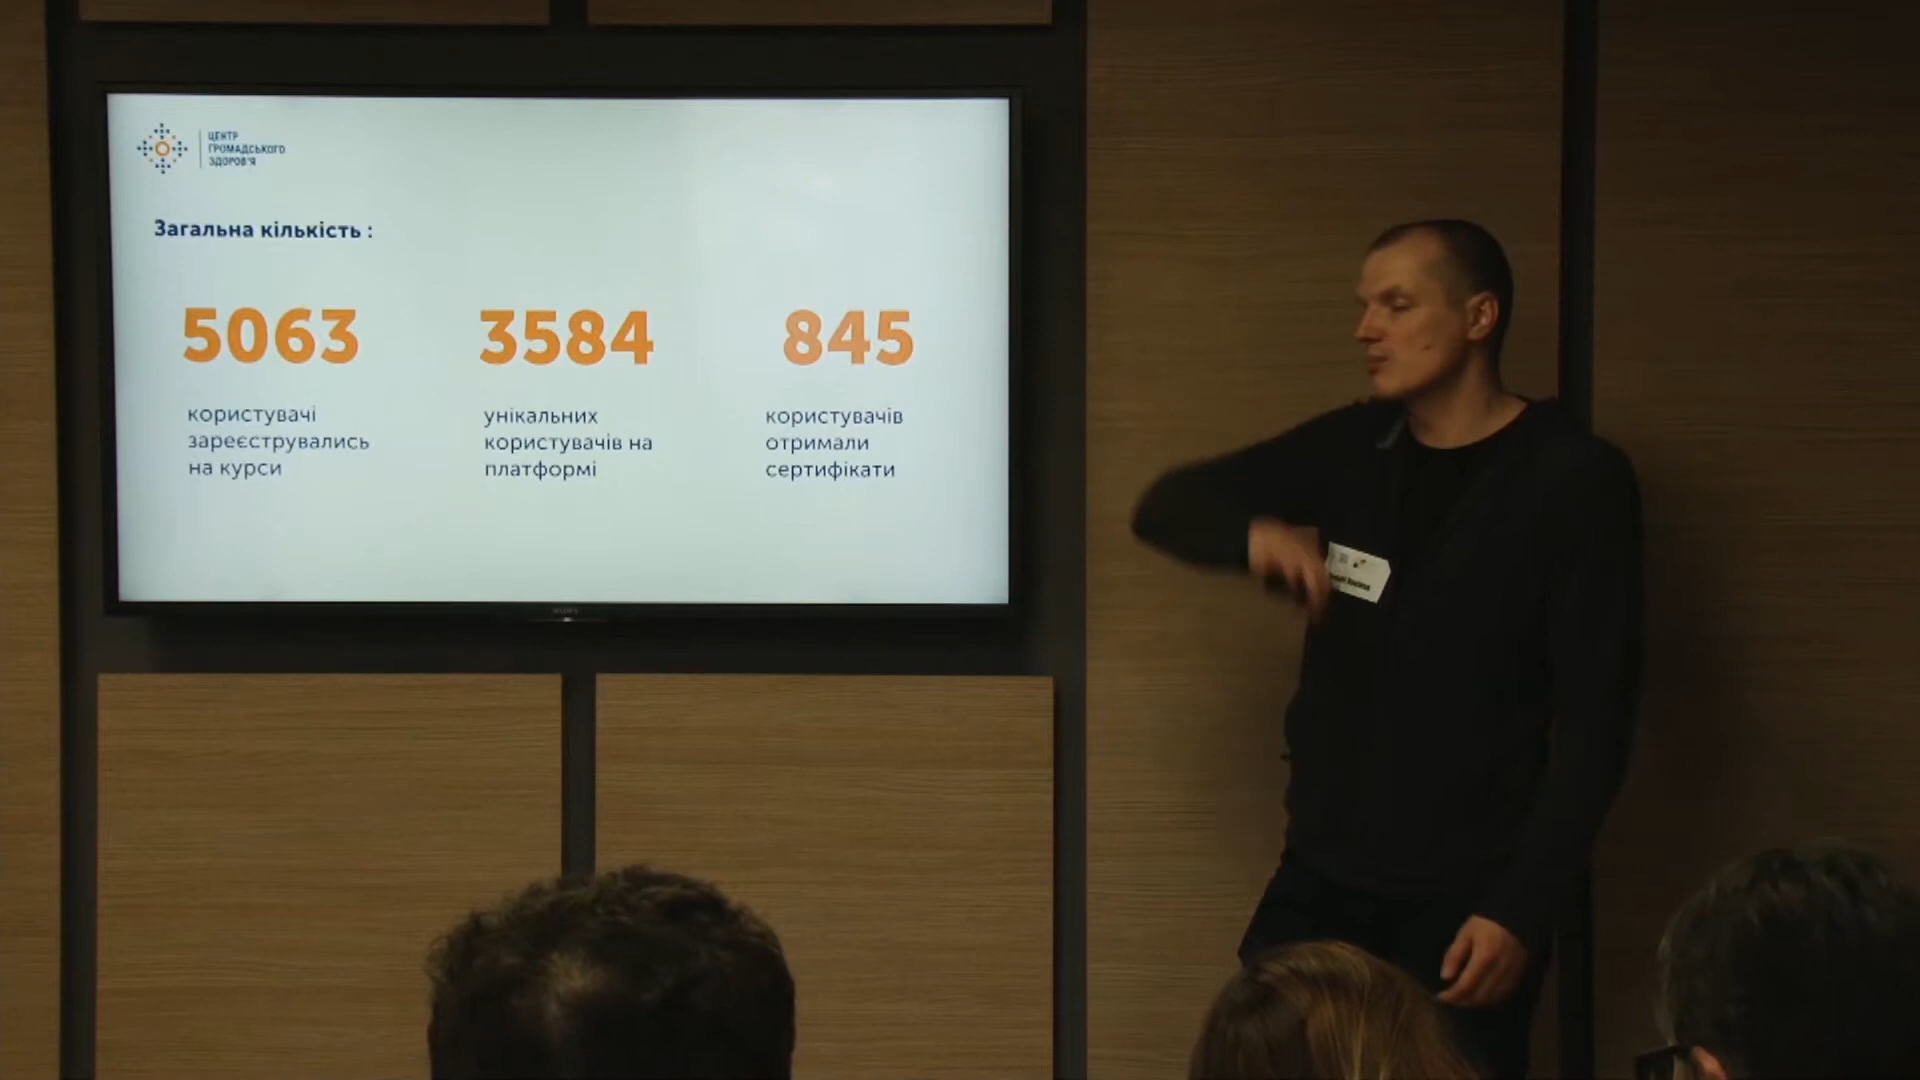 ЦЕНТР
ГРОМАДСЬКОГО
ЗДОРОВ'Я
Загальна кількість :
5063
користувачі
зареєструвались
на курси
3584
унікальних
користувачів на
платформі
845
користувачів
отримали
сертифікати
SONY